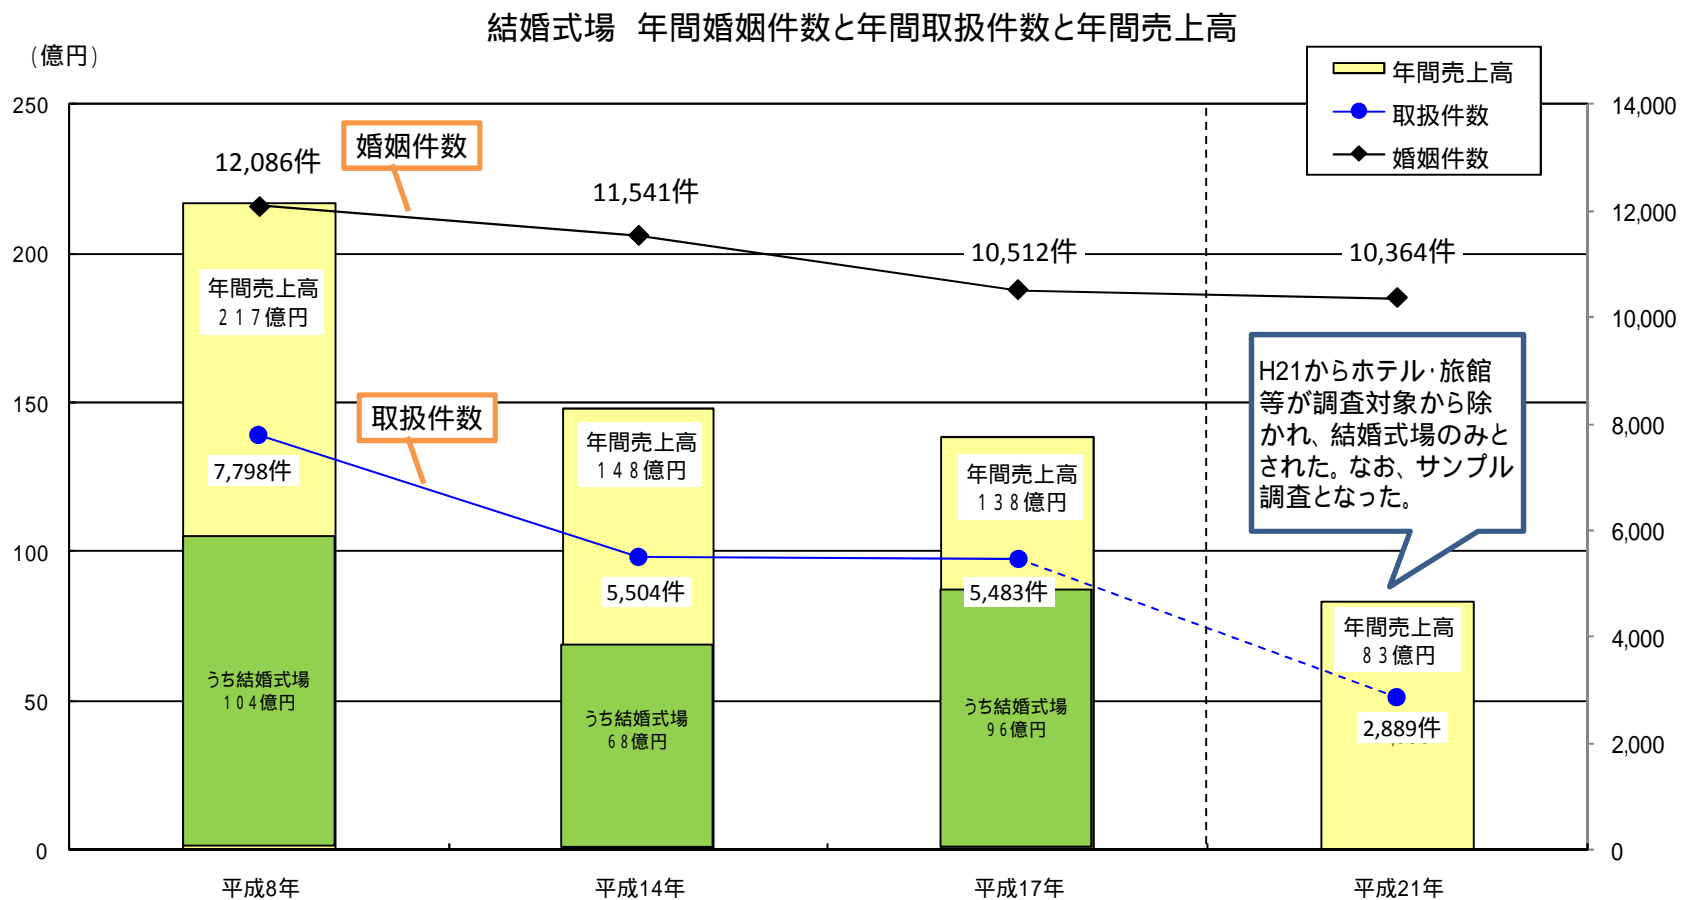 結婚式場　年間婚姻件数と年間取扱件数と年間売上高
（億円）
年間売上高
取扱件数
婚姻件数
250
200
150
100
50
0
14,000
12,000
10,000
8,000
6,000
4,000
2,000
0
婚姻件数
12,086件
11,541件
10,512件
10,364件
年間売上高
２１７億円
取扱件数
7,798件
年間売上高
１４８億円
5,504件
年間売上高
１３８億円
5,483件
H21からホテル・旅館
等が調査対象から除
かれ、結婚式場のみと
された。なお、サンプル
調査となった。
年間売上高
８３億円
2,889件
うち結婚式場
１０４億円
うち結婚式場
６８億円
うち結婚式場
９６億円
平成8年
平成14年
平成17年
平成21年